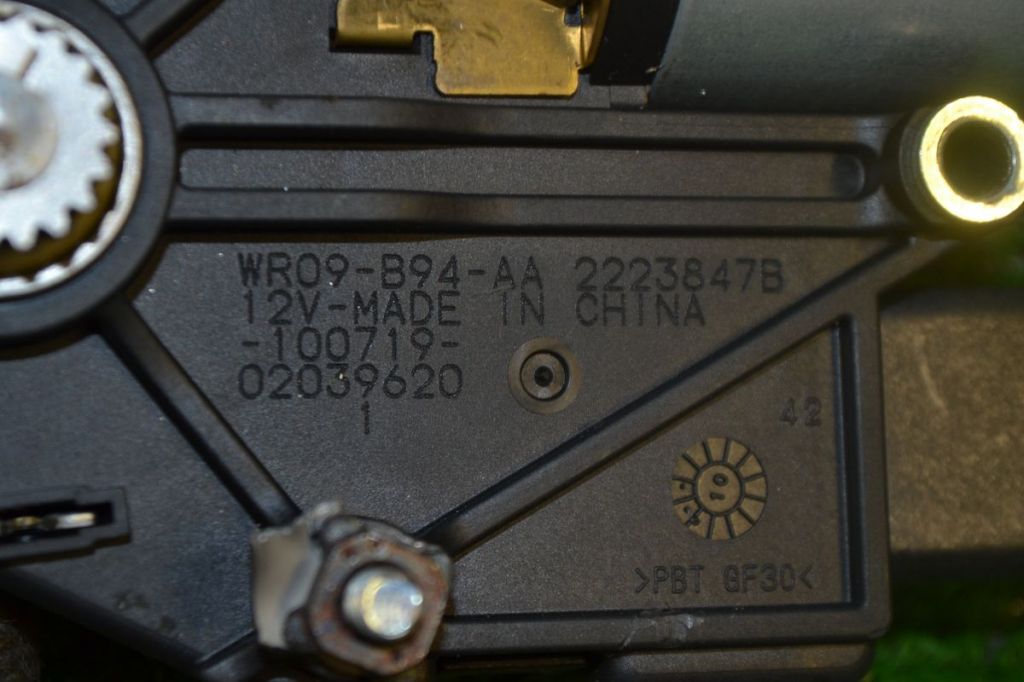 WR09-B94-AA 2223847B
12V-MADE IN CHINA
-100719-
02039620
1
42
>PBT GF30<